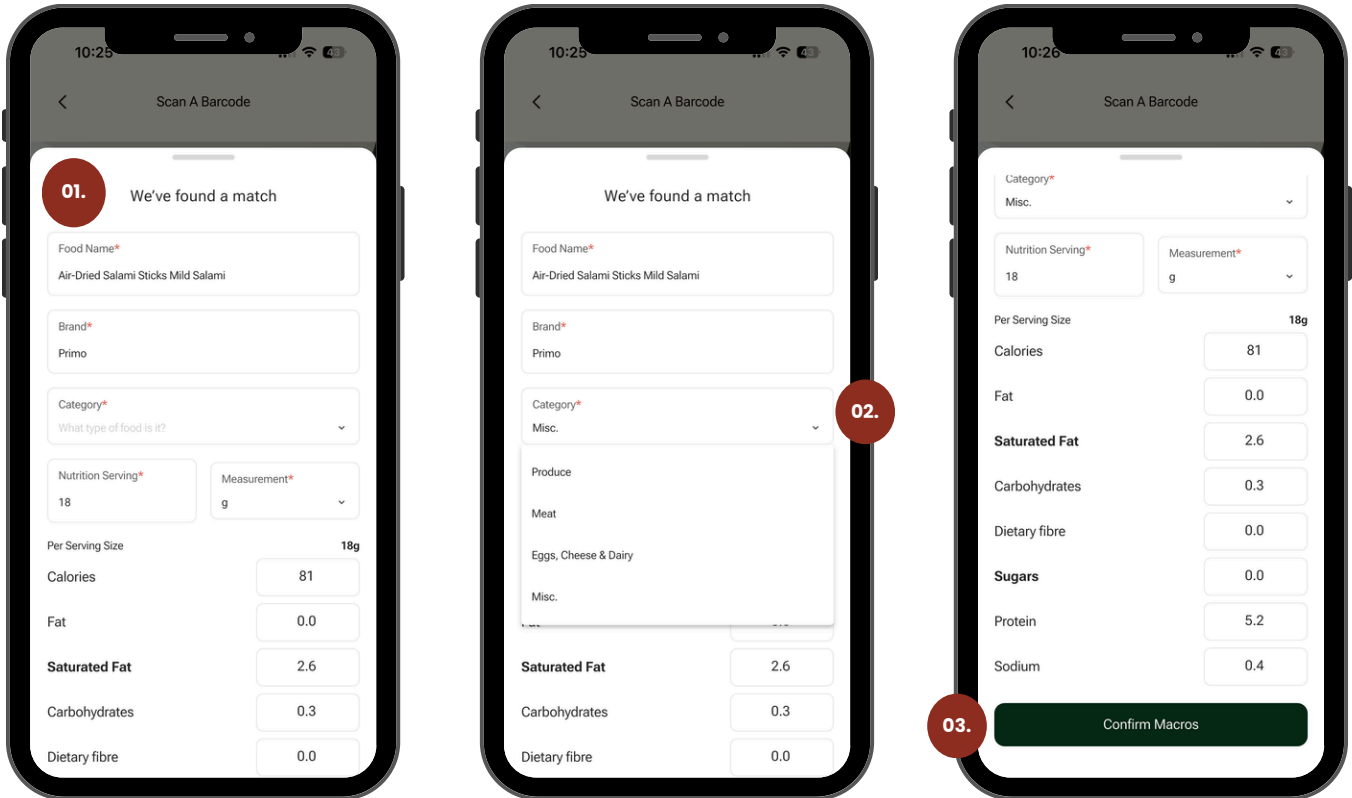 10:25
43
Scan A Barcode
01.
We've found a match
Food Name*
Air-Dried Salami Sticks Mild Salami
Brand*
Primo
Category*
What type of food is it?
Nutrition Serving*
18
Measurement*
g
Per Serving Size 18g
Calories 81
Fat 0.0
Saturated Fat 2.6
Carbohydrates 0.3
Dietary fibre 0.0
10:25
43
Scan A Barcode
We've found a match
Food Name*
Air-Dried Salami Sticks Mild Salami
Brand*
Primo
Category*
Misc.
02.
Produce
Meat
Eggs, Cheese & Dairy
Misc.
Saturated Fat 2.6
Carbohydrates 0.3
Dietary fibre 0.0
10:26
43
Scan A Barcode
Category*
Misc.
Nutrition Serving*
18
Measurement*
g
Per Serving Size 18g
Calories 81
Fat 0.0
Saturated Fat 2.6
Carbohydrates 0.3
Dietary fibre 0.0
Sugars 0.0
Protein 5.2
Sodium 0.4
03.
Confirm Macros